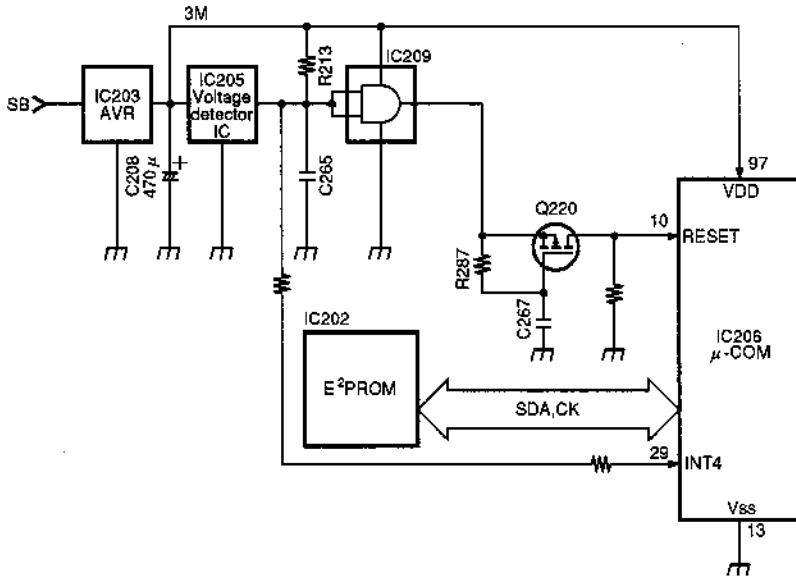 3M
SB
IC203
AVR
IC205
Voltage
detector
IC
R213
IC209
C208
470 μ
+
C265
97
VDD
Q220
10
RESET
R287
C267
IC202
E²PROM
SDA,CK
IC206
μ-COM
29
INT4
Vss
13